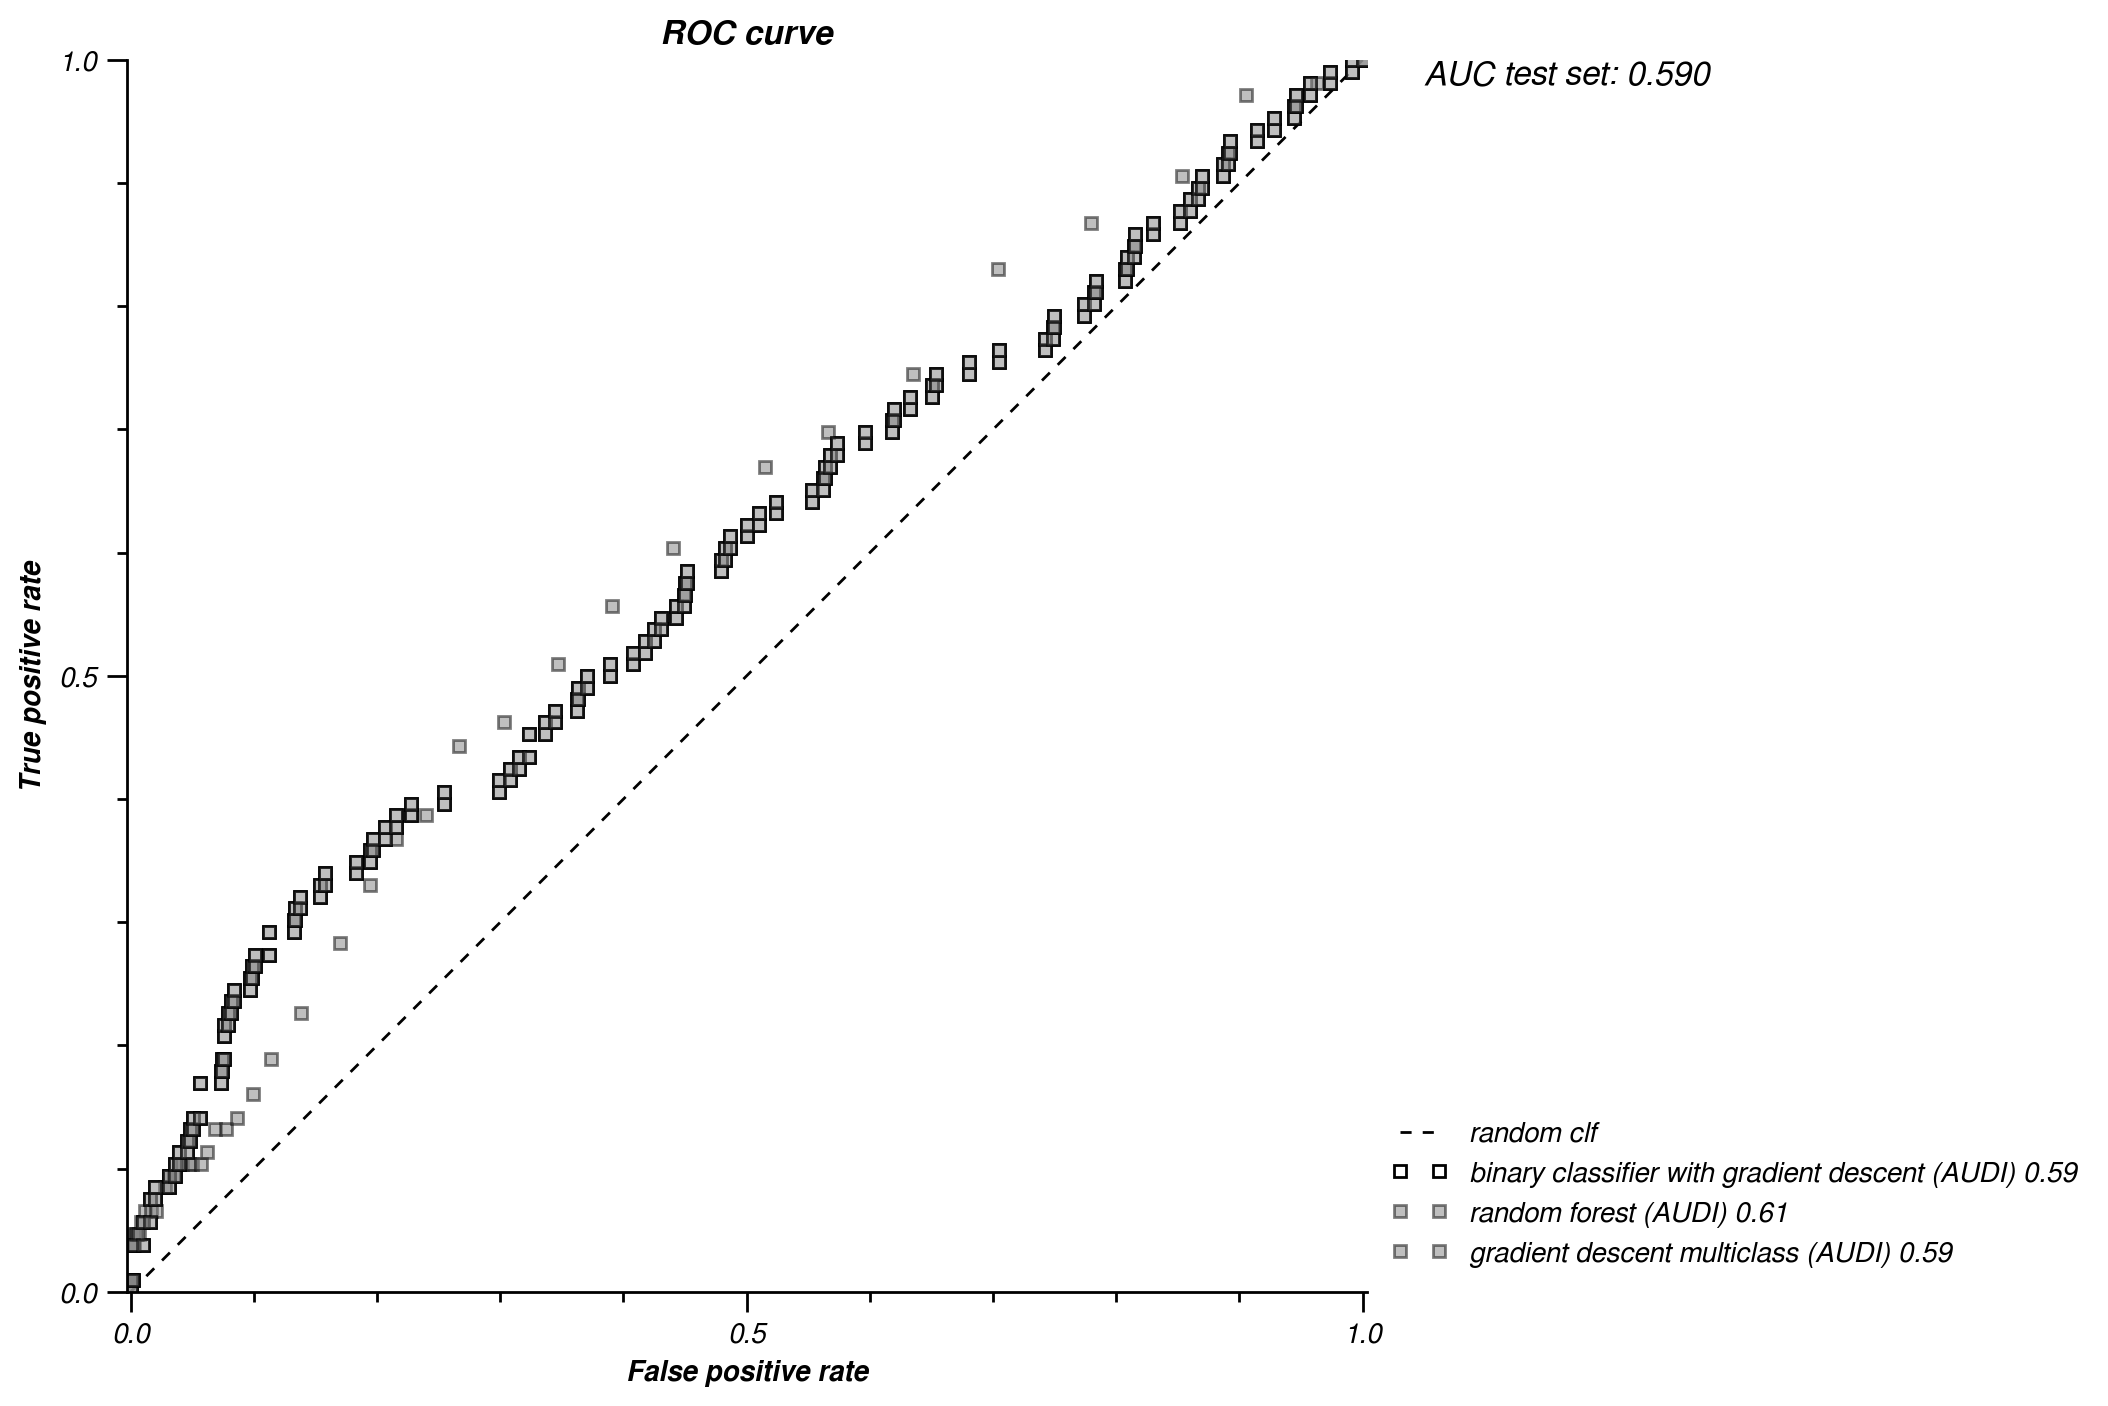 ROC curve
AUC test set: 0.590
1.0
0.5
0.0
True positive rate
0.0
0.5
1.0
False positive rate
random clf
binary classifier with gradient descent (AUDI) 0.59
random forest (AUDI) 0.61
gradient descent multiclass (AUDI) 0.59